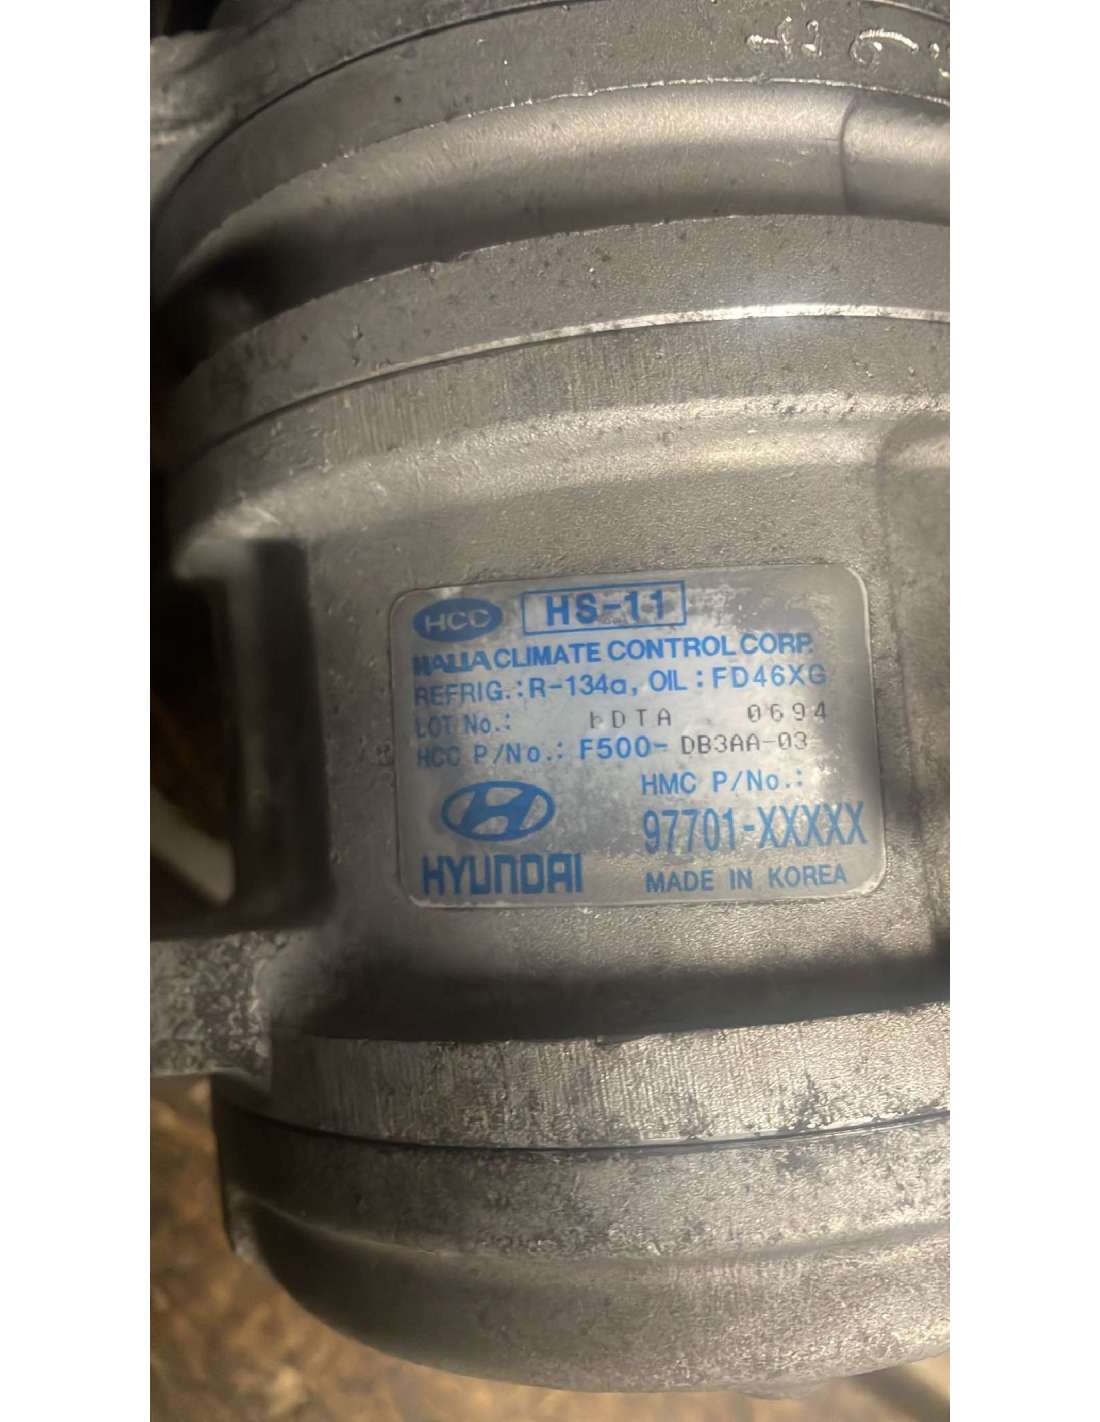 HCC HS-11
HALLA CLIMATE CONTROL CORP.
REFRIG.: R-134a, OIL : FD46XG
LOT No.: DTA 0694
HCC P/No.: F500- DB3AA-03
HMC P/No.:
97701-XXXXX
HYUNDAI
MADE IN KOREA